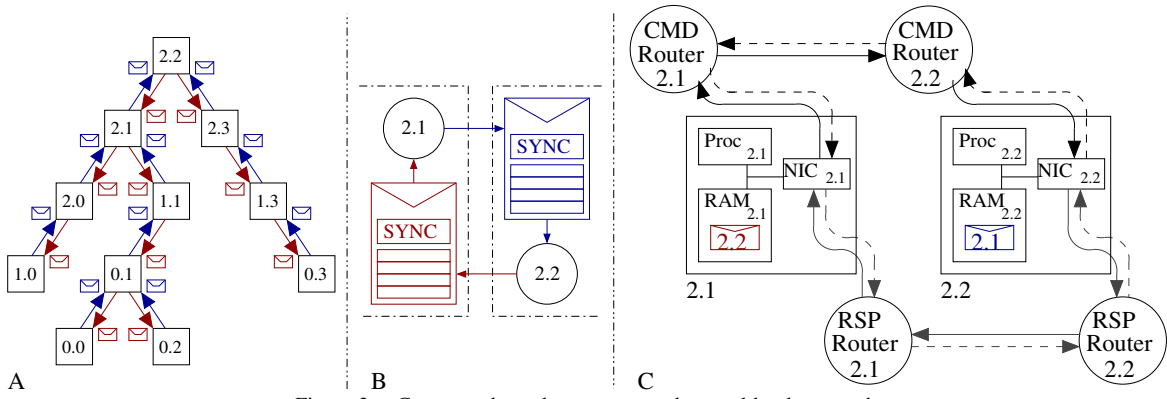 2.2
2.1
2.3
2.0
1.1
1.3
1.0
0.1
0.3
0.0
0.2
A
2.1
SYNC
SYNC
2.2
B
CMD
Router
2.1
CMD
Router
2.2
Proc 2.1
NIC 2.1
RAM 2.1
2.2
2.1
Proc 2.2
NIC 2.2
RAM 2.2
2.1
2.2
RSP
Router
2.1
RSP
Router
2.2
C